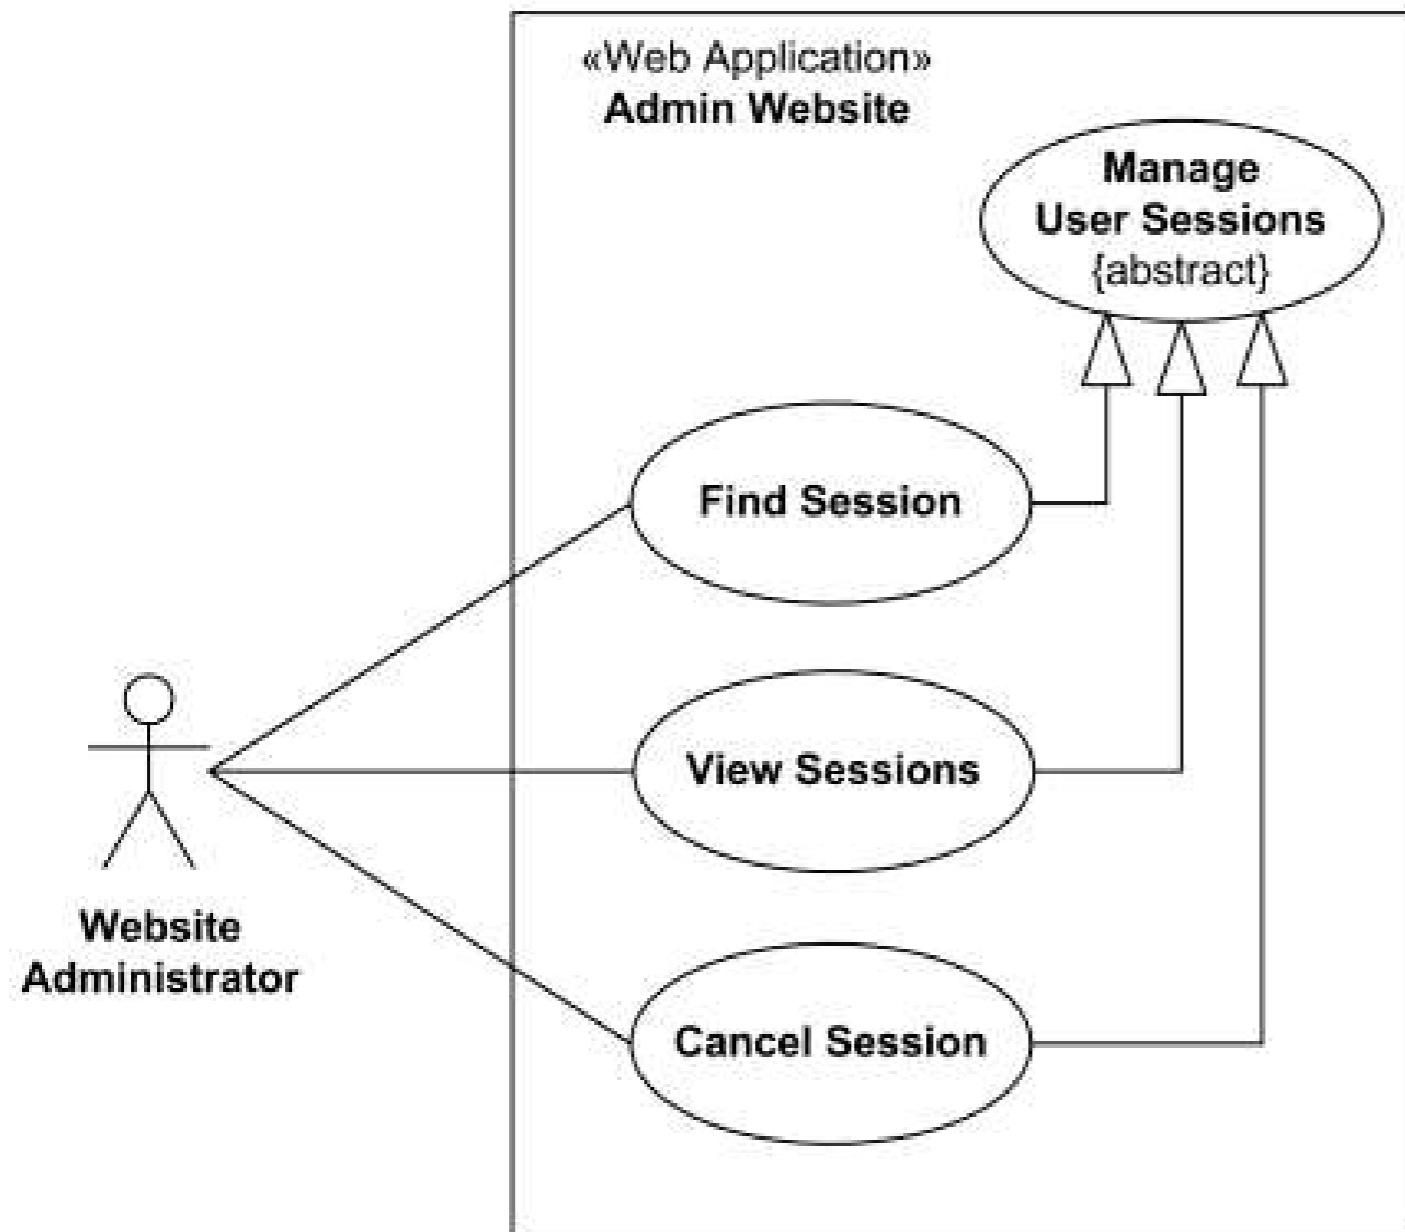 «Web Application»
Admin Website
Manage
User Sessions
{abstract}
Find Session
View Sessions
Website
Administrator
Cancel Session